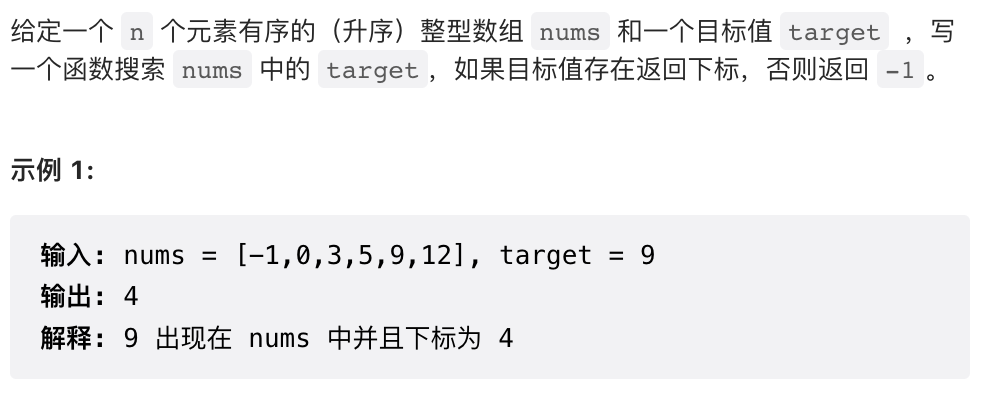 给定一个 n 个元素有序的（升序）整型数组 nums 和一个目标值 target ，写
一个函数搜索 nums 中的 target，如果目标值存在返回下标，否则返回 -1。
示例 1:
输入: nums = [-1,0,3,5,9,12], target = 9
输出: 4
解释: 9 出现在 nums 中并且下标为 4